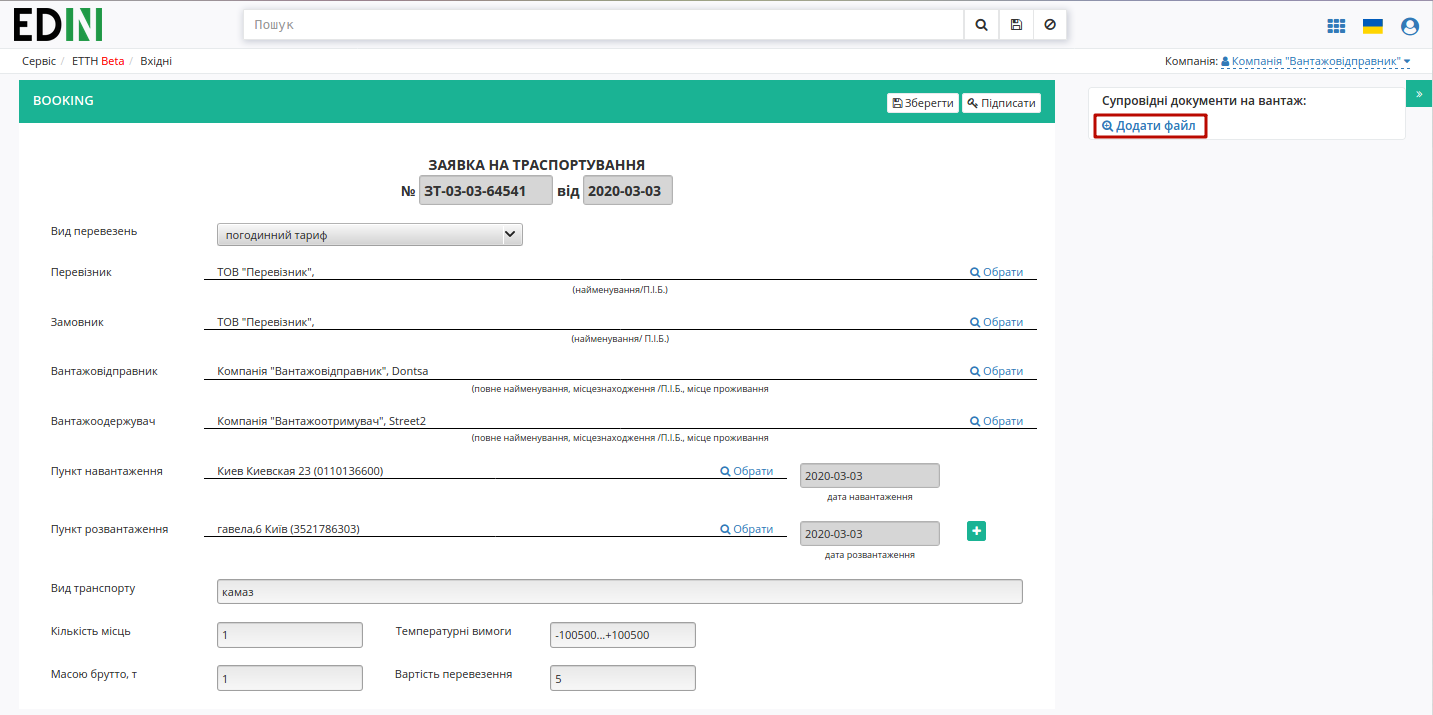 EDIN
Пошук
Сервіс / ЕТТН Beta / Вхідні
Компанія: Компанія "Вантажовідправник"
BOOKING
Зберегти
Підписати
»
Супровідні документи на вантаж:
Додати файл
ЗАЯВКА НА ТРАСПОРТУВАННЯ
№ ЗТ-03-03-64541 від 2020-03-03
Вид перевезень погодинний тариф
Перевізник ТОВ "Перевізник", Обрати
(найменування/П.І.Б.)
Замовник ТОВ "Перевізник", Обрати
(найменування/ П.І.Б.)
Вантажовідправник Компанія "Вантажовідправник", Dontsa Обрати
(повне найменування, місцезнаходження /П.І.Б., місце проживання
Вантажоодержувач Компанія "Вантажоотримувач", Street2 Обрати
(повне найменування, місцезнаходження /П.І.Б., місце проживання
Пункт навантаження Киев Киевская 23 (0110136600) Обрати 2020-03-03
дата навантаження
Пункт розвантаження гавела,6 Київ (3521786303) Обрати 2020-03-03 +
дата розвантаження
Вид транспорту камаз
Кількість місць 1 Температурні вимоги -100500...+100500
Масою брутто, т 1 Вартість перевезення 5